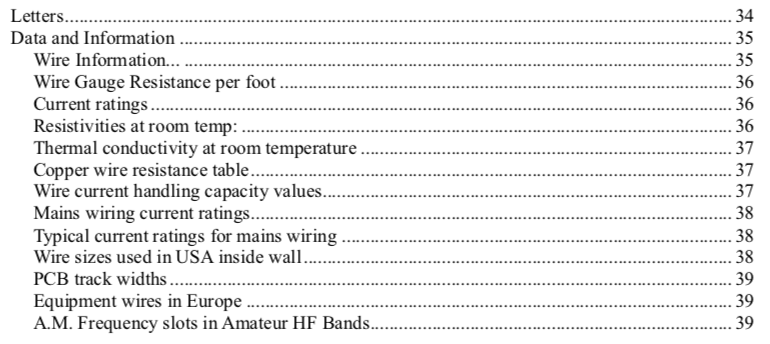 Letters.......................................................................................................................................... 34
Data and Information .................................................................................................................. 35
Wire Information... .................................................................................................................. 35
Wire Gauge Resistance per foot ............................................................................................... 36
Current ratings ......................................................................................................................... 36
Resistivities at room temp: ....................................................................................................... 36
Thermal conductivity at room temperature ............................................................................... 37
Copper wire resistance table..................................................................................................... 37
Wire current handling capacity values....................................................................................... 37
Mains wiring current ratings..................................................................................................... 38
Typical current ratings for mains wiring ................................................................................... 38
Wire sizes used in USA inside wall.......................................................................................... 38
PCB track widths ..................................................................................................................... 39
Equipment wires in Europe ...................................................................................................... 39
A.M. Frequency slots in Amateur HF Bands............................................................................. 39